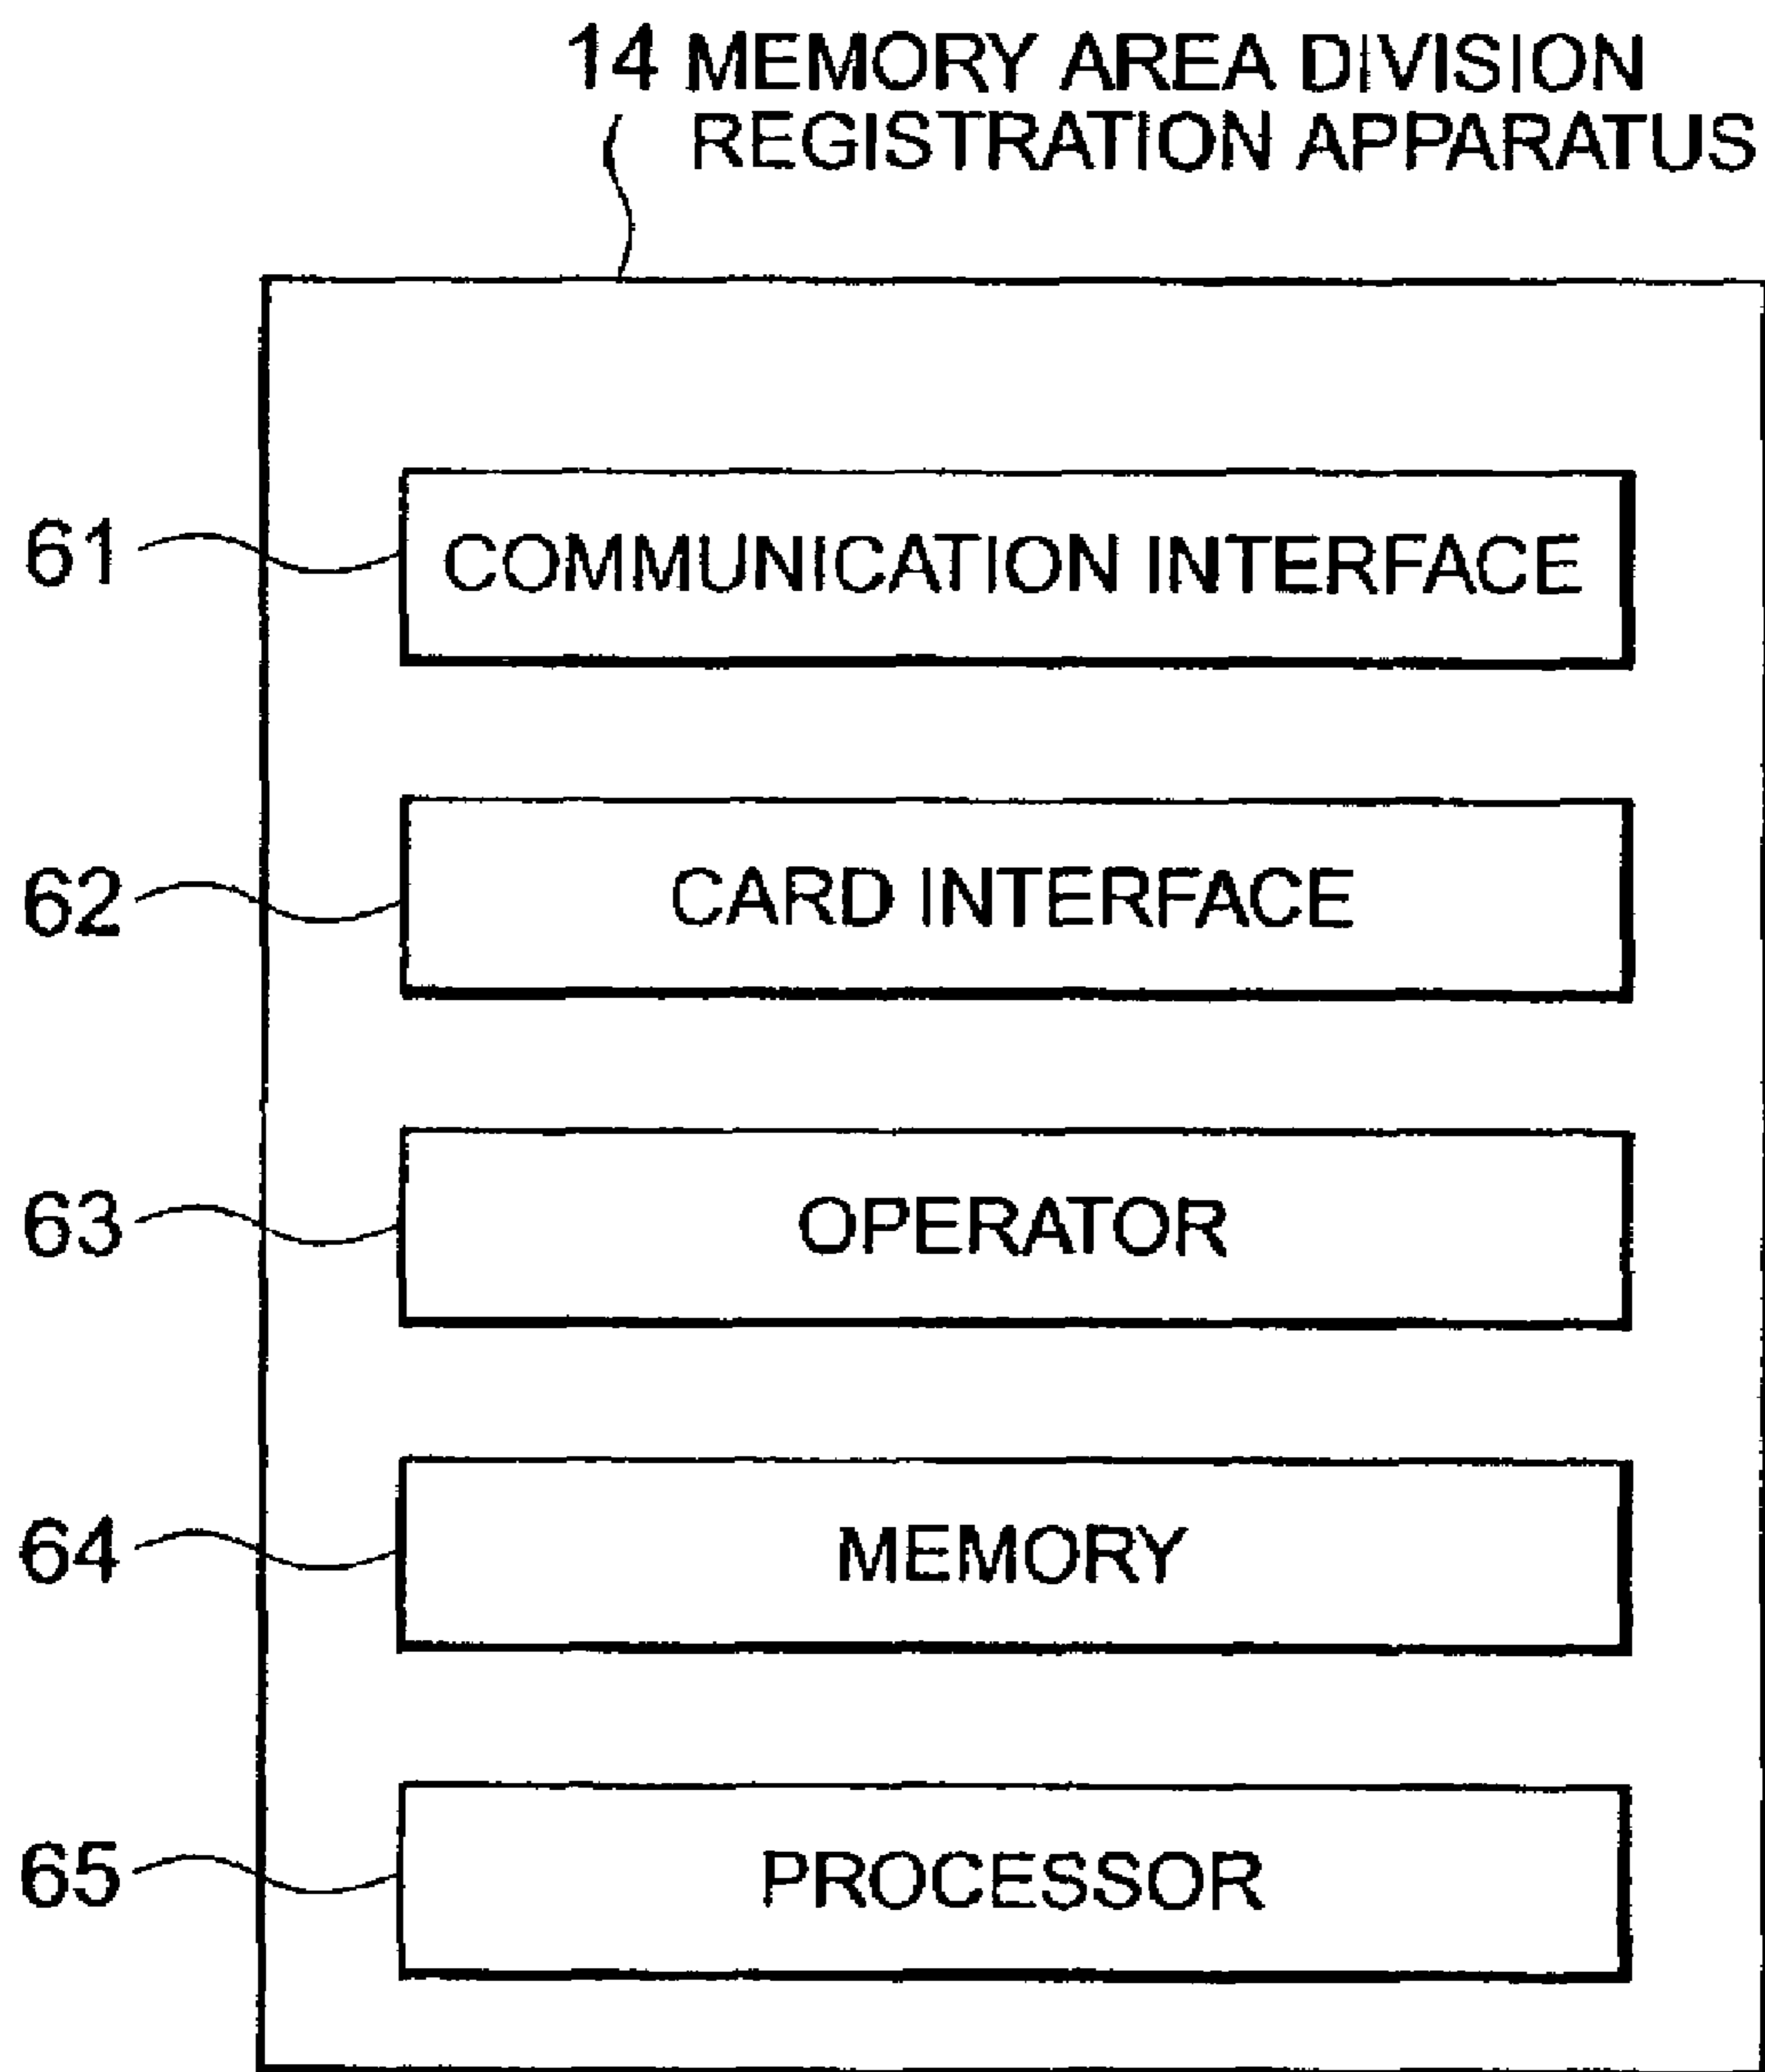 14 MEMORY AREA DIVISION
REGISTRATION APPARATUS
61 COMMUNICATION INTERFACE
62 CARD INTERFACE
63 OPERATOR
64 MEMORY
65 PROCESSOR